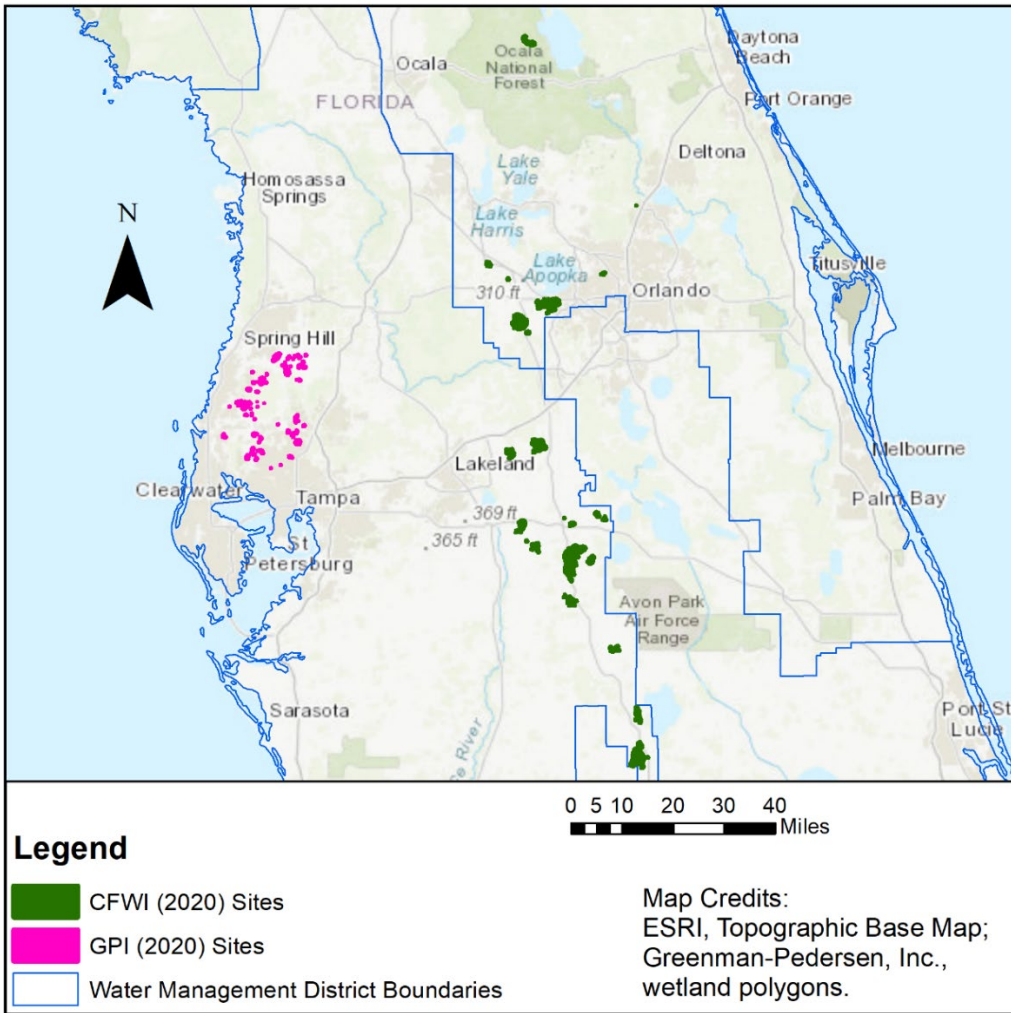 Daytona
Beach
Ocala
National
Forest
Ocala
FLORIDA
Port Orange
Deltona
Lake
Yale
Homosassa
Springs
Lake
Harris
Lake
Apopka
Titusville
310 ft
Orlando
N
Spring Hill
Lakeland
Melbourne
Clearwater
Tampa
Palm Bay
369 ft
365 ft
St
Petersburg
Avon Park
Air Force
Range
Sarasota
ce River
Port St
Lucie
0 5 10 20 30 40
Miles
Legend
CFWI (2020) Sites
GPI (2020) Sites
Water Management District Boundaries
Map Credits:
ESRI, Topographic Base Map;
Greenman-Pedersen, Inc.,
wetland polygons.